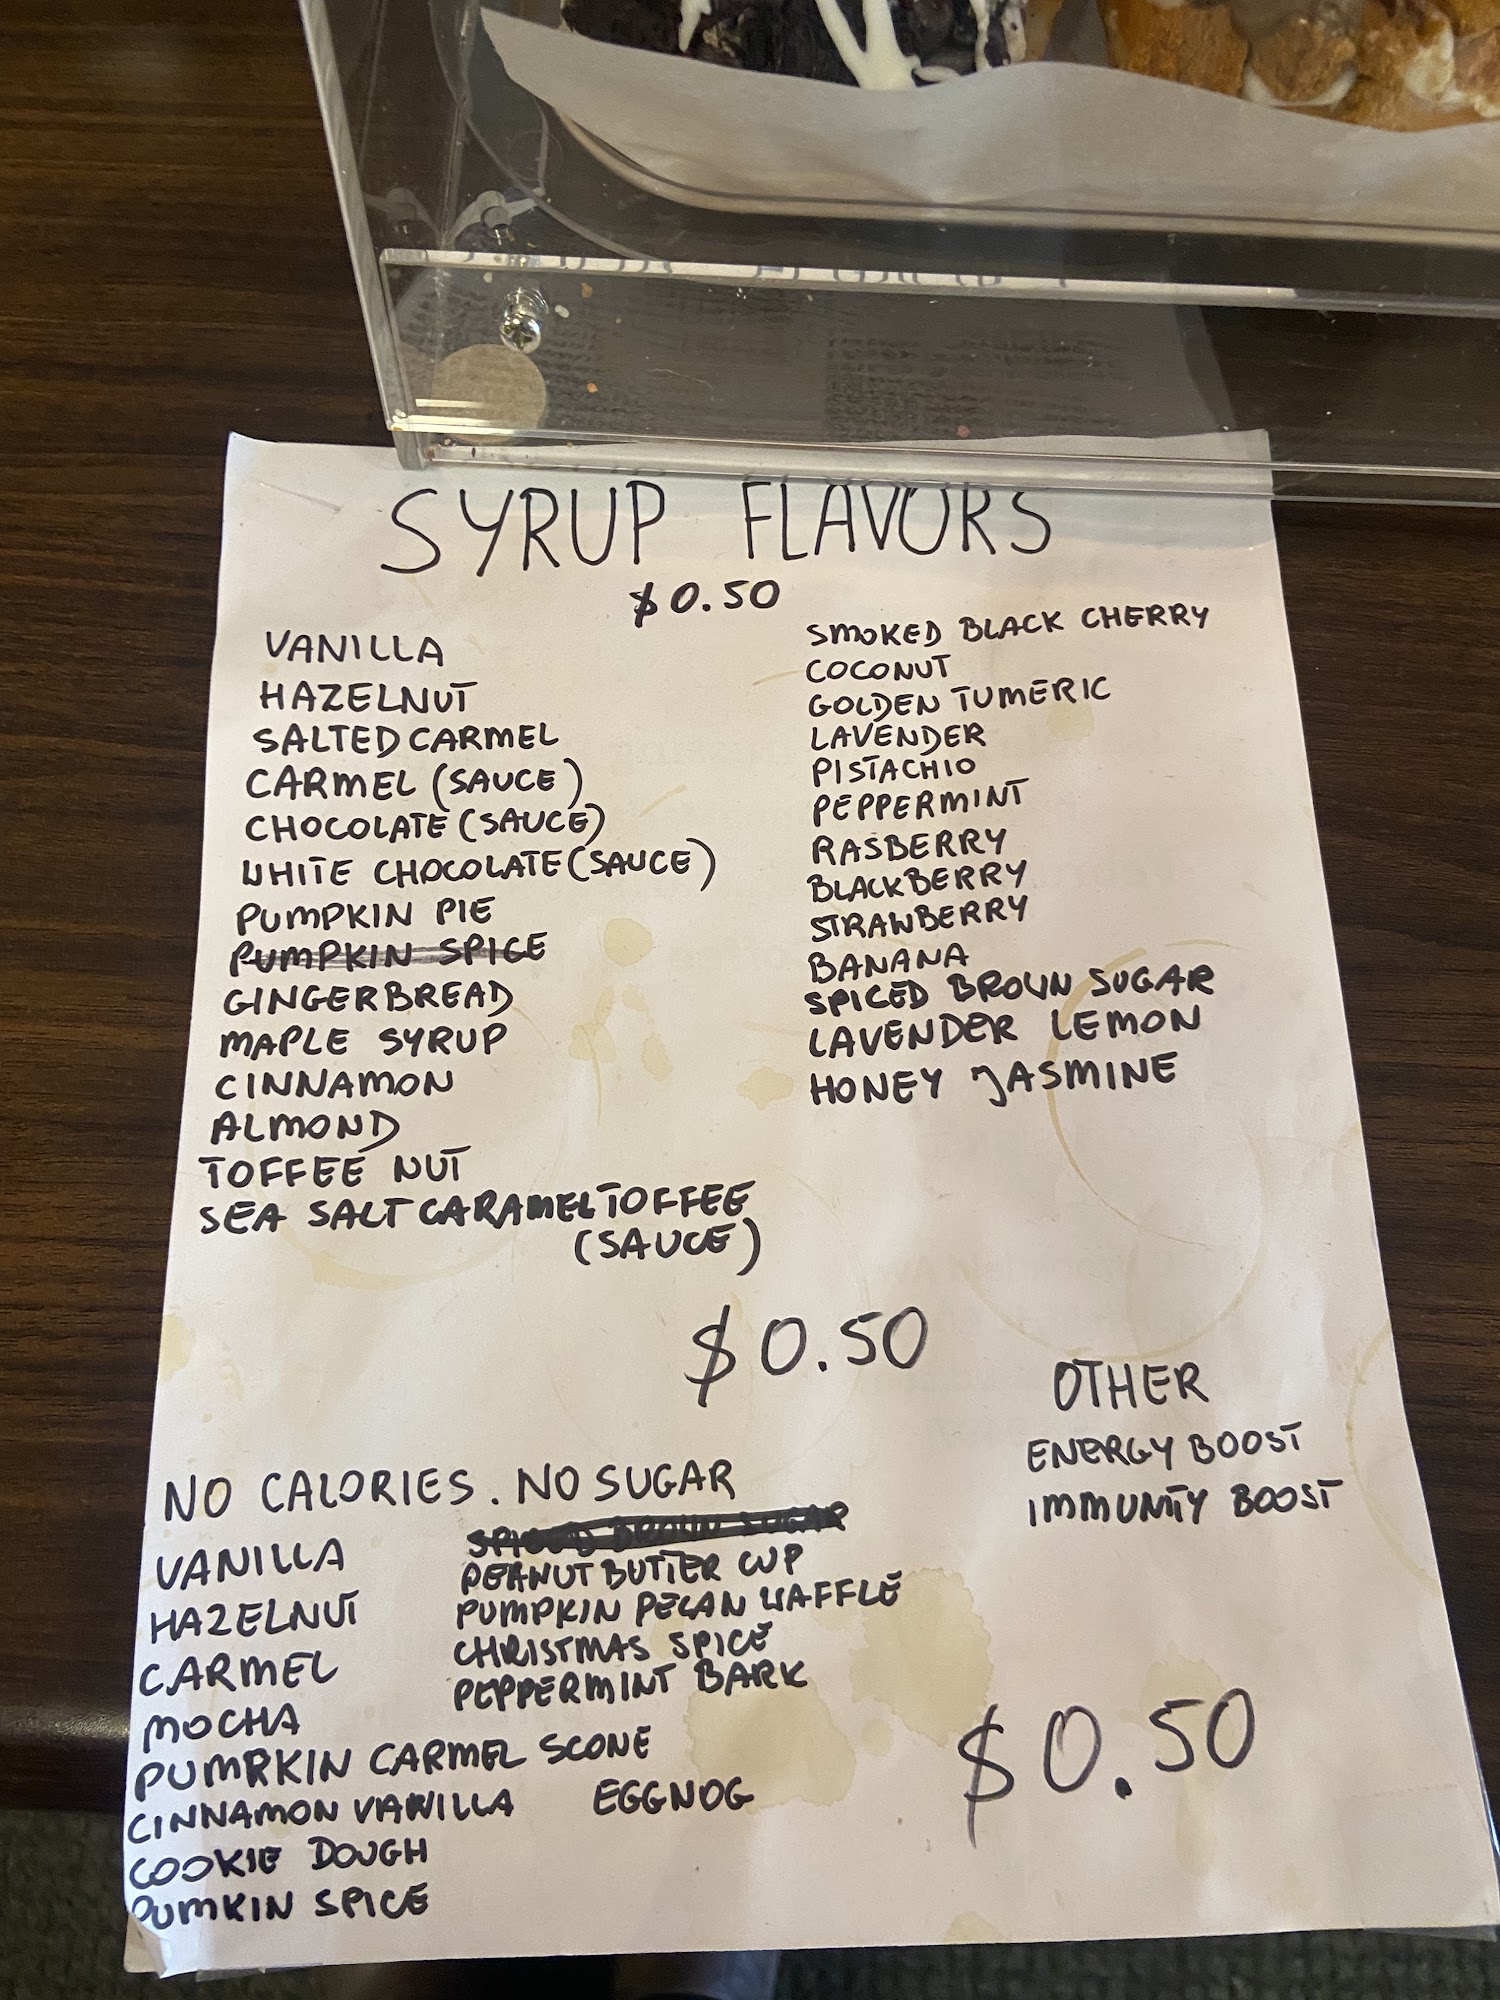 SYRUP FLAVORS
$0.50
VANILLA
HAZELNUT
SALTED CARMEL
CARMEL (SAUCE)
CHOCOLATE (SAUCE)
WHITE CHOCOLATE (SAUCE)
PUMPKIN PIE
PUMPKIN SPICE
GINGERBREAD
MAPLE SYRUP
CINNAMON
ALMOND
TOFFEE NUT
SEA SALT CARAMEL TOFFEE
(SAUCE)
SMOKED BLACK CHERRY
COCONUT
GOLDEN TUMERIC
LAVENDER
PISTACHIO
PEPPERMINT
RASBERRY
BLACKBERRY
STRAWBERRY
BANANA
SPICED BROWN SUGAR
LAVENDER LEMON
HONEY JASMINE
$0.50
NO CALORIES. NO SUGAR
VANILLA
HAZELNUT
CARMEL
MOCHA
PUMPKIN CARMEL SCONE
CINNAMON VANILLA
COOKIE DOUGH
PUMKIN SPICE
SPICED BROWN SUGAR
PEANUT BUTTER CUP
PUMPKIN PECAN WAFFLE
CHRISTMAS SPICE
PEPPERMINT BARK
EGGNOG
OTHER
ENERGY BOOST
IMMUNITY BOOST
$0.50